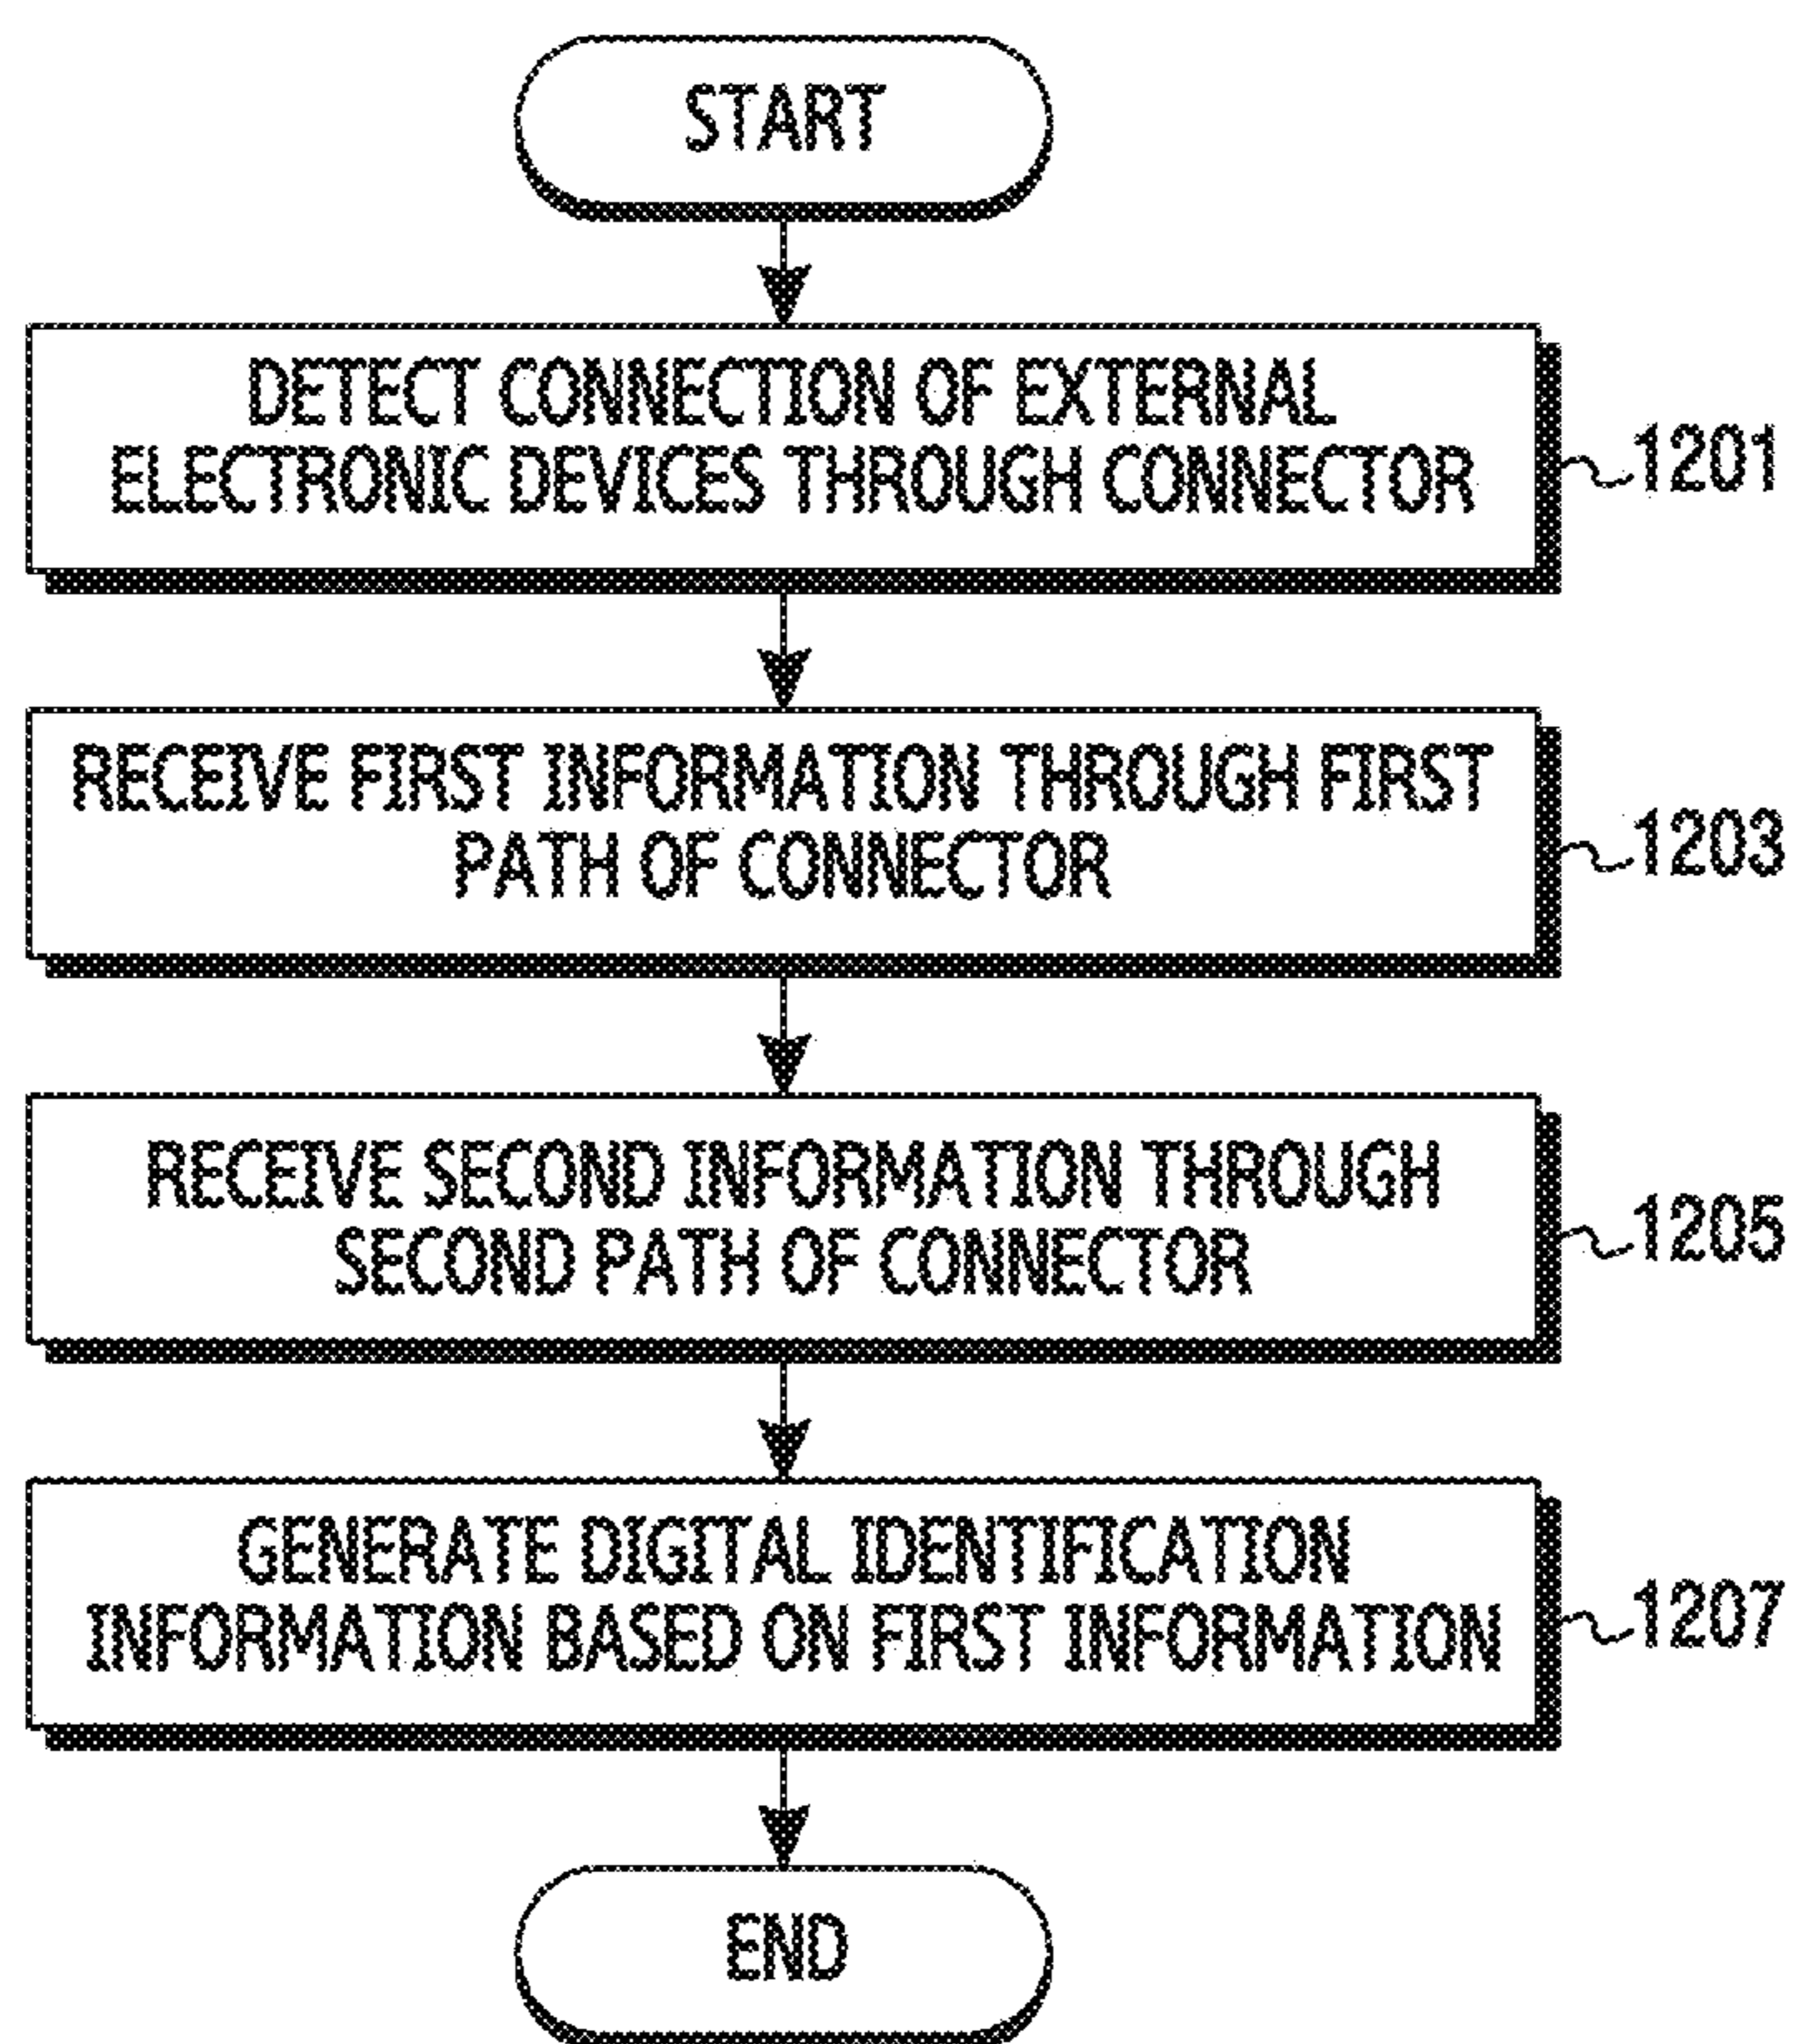 START
DETECT CONNECTION OF EXTERNAL
ELECTRONIC DEVICES THROUGH CONNECTOR
1201
RECEIVE FIRST INFORMATION THROUGH FIRST
PATH OF CONNECTOR
1203
RECEIVE SECOND INFORMATION THROUGH
SECOND PATH OF CONNECTOR
1205
GENERATE DIGITAL IDENTIFICATION
INFORMATION BASED ON FIRST INFORMATION
1207
END